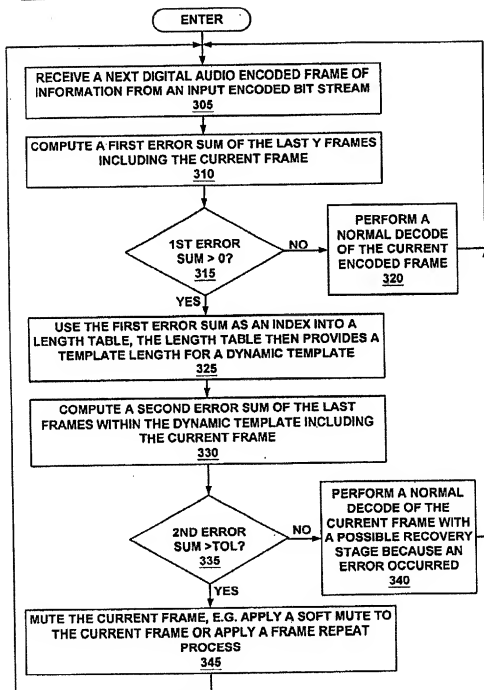 ENTER
RECEIVE A NEXT DIGITAL AUDIO ENCODED FRAME OF
INFORMATION FROM AN INPUT ENCODED BIT STREAM
305
COMPUTE A FIRST ERROR SUM OF THE LAST Y FRAMES
INCLUDING THE CURRENT FRAME
310
1ST ERROR
SUM > 0?
315
NO
PERFORM A
NORMAL DECODE
OF THE CURRENT
ENCODED FRAME
320
YES
USE THE FIRST ERROR SUM AS AN INDEX INTO A
LENGTH TABLE, THE LENGTH TABLE THEN PROVIDES A
TEMPLATE LENGTH FOR A DYNAMIC TEMPLATE
325
COMPUTE A SECOND ERROR SUM OF THE LAST
FRAMES WITHIN THE DYNAMIC TEMPLATE INCLUDING
THE CURRENT FRAME
330
2ND ERROR
SUM >TOL?
335
NO
PERFORM A NORMAL
DECODE OF THE
CURRENT FRAME WITH
A POSSIBLE RECOVERY
STAGE BECAUSE AN
ERROR OCCURRED
340
YES
MUTE THE CURRENT FRAME, E.G. APPLY A SOFT MUTE TO
THE CURRENT FRAME OR APPLY A FRAME REPEAT
PROCESS
345